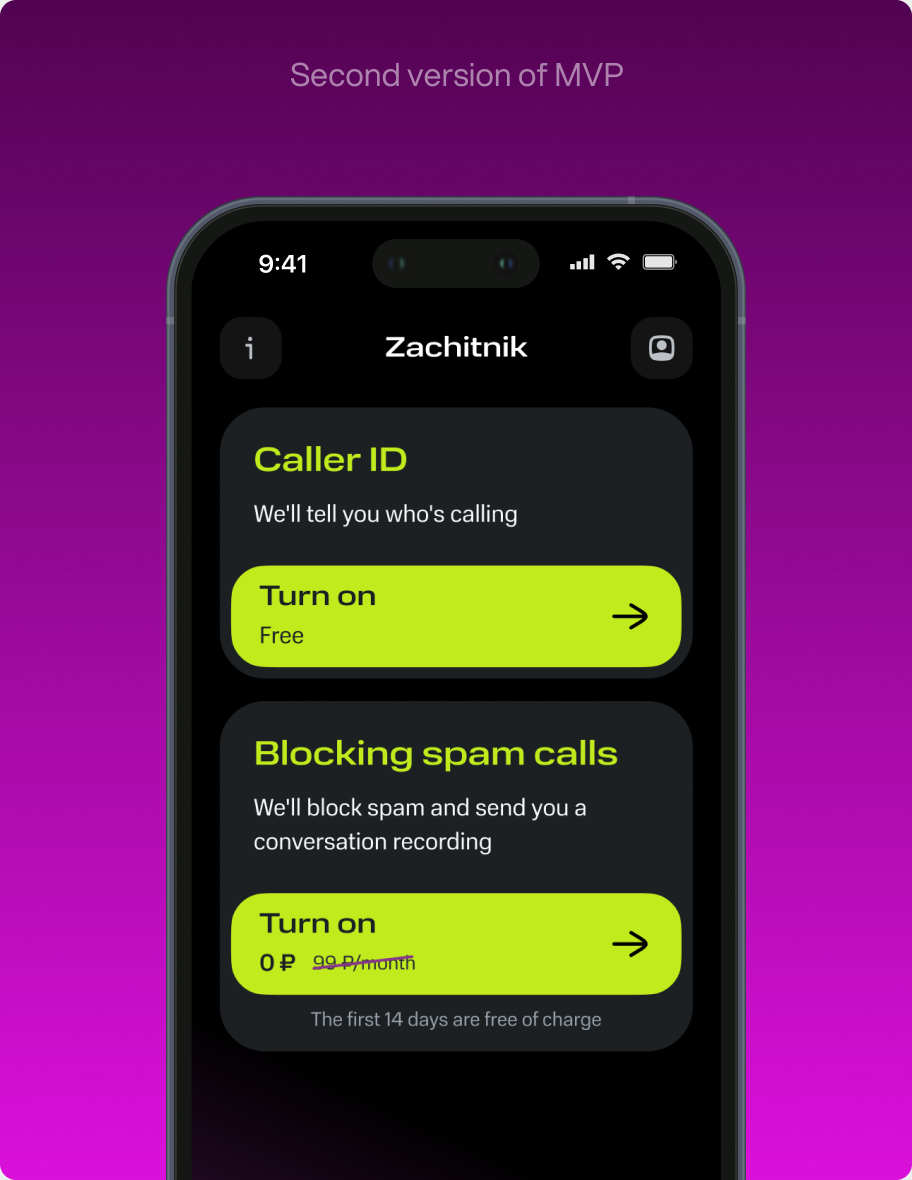 Second version of MVP
9:41
i
Zachitnik
Caller ID
We'll tell you who's calling
Turn on
Free
Blocking spam calls
We'll block spam and send you a
conversation recording
Turn on
0 ₽ 99 ₽/month
The first 14 days are free of charge